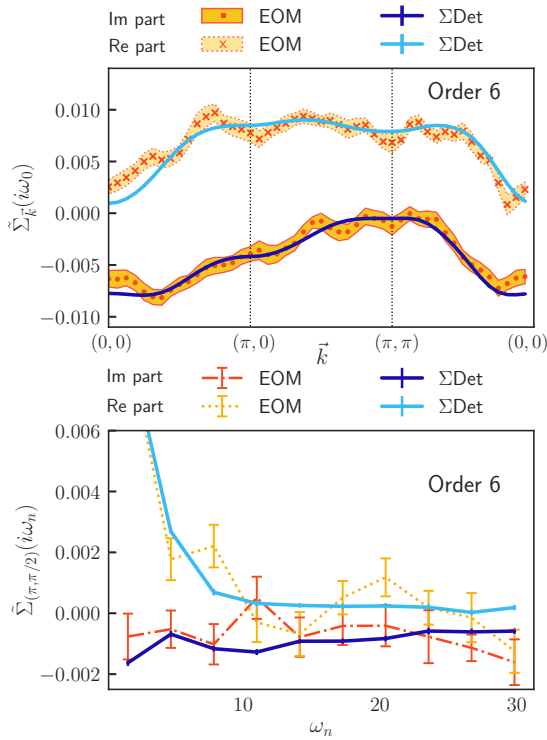 Im part EOM ΣDet
Re part EOM ΣDet
Order 6
0.010
0.005
0.000
−0.005
−0.010
Σ̃_k⃗(iω₀)
(0, 0) (π, 0) (π, π) (0, 0)
k⃗
Im part EOM ΣDet
Re part EOM ΣDet
Order 6
0.006
0.004
0.002
0.000
−0.002
Σ̃_(π,π/2)(iωₙ)
10 20 30
ωₙ